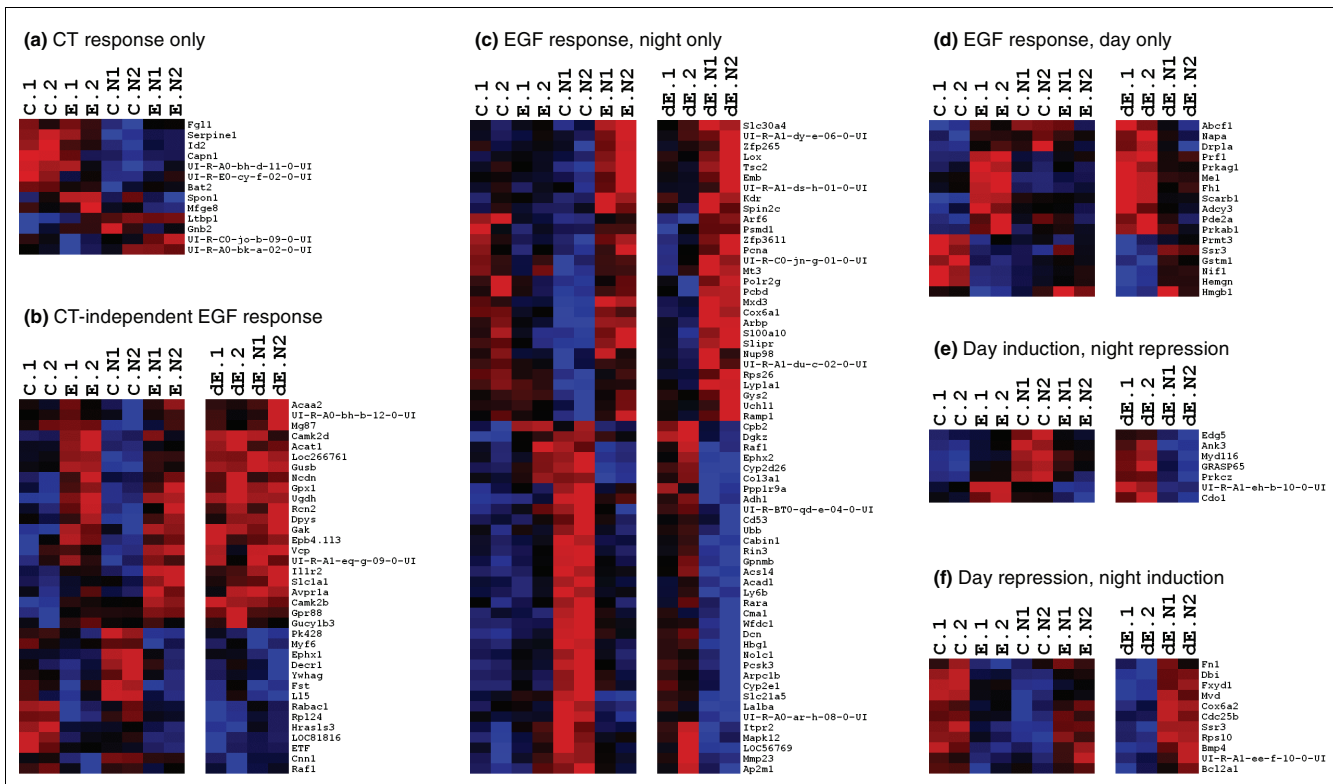 (a) CT response only
C.1 C.2 E.1 E.2 C.N1 C.N2 E.N1 E.N2
Fgl1
Serpine1
Id2
Capn1
UI-R-A0-bh-d-11-0-UI
UI-R-E0-cy-f-02-0-UI
Bat2
Spon1
Mfge8
Ltbp1
Gnb2
UI-R-C0-jo-b-09-0-UI
UI-R-A0-bk-a-02-0-UI
(b) CT-independent EGF response
C.1 C.2 E.1 E.2 C.N1 C.N2 E.N1 E.N2 dE.1 dE.2 dE.N1 dE.N2
Acaa2
UI-R-A0-bh-b-12-0-UI
Mg87
Camk2d
Acat1
Loc266761
Gusb
Ncdn
Gpx1
Ugdh
Rcn2
Dpys
Gak
Epb4.113
Vcp
UI-R-A1-eq-g-09-0-UI
Il1r2
Slc1a1
Avpr1a
Camk2b
Gpr88
Gucy1b3
Pk428
Myf6
Ephx1
Decr1
Ywhag
Fst
L15
Rabac1
Rpl24
Hrasls3
LOC81816
ETF
Cnn1
Raf1
(c) EGF response, night only
C.1 C.2 E.1 E.2 C.N1 C.N2 E.N1 E.N2 dE.1 dE.2 dE.N1 dE.N2
Slc30a4
UI-R-A1-dy-e-06-0-UI
Zfp265
Lox
Tsc2
Emb
UI-R-A1-ds-h-01-0-UI
Kdr
Spin2c
Arf6
Psmd1
Zfp36l1
Pcna
UI-R-C0-jn-g-01-0-UI
Mt3
Polr2g
Pcbd
Mxd3
Cox6a1
Arbp
S100a10
Slipr
Nup98
UI-R-A1-du-c-02-0-UI
Rps26
Lypla1
Gys2
Uchl1
Ramp1
Cpb2
Dgkz
Raf1
Ephx2
Cyp2d26
Col3a1
Ppp1r9a
Adh1
UI-R-BT0-qd-e-04-0-UI
Cd53
Ubb
Cabin1
Rin3
Gpnmb
Acsl4
Acad1
Ly6b
Rara
Cma1
Wfdc1
Dcn
Hbg1
Nolc1
Pcsk3
Arpc1b
Cyp2e1
Slc21a5
Lalba
UI-R-A0-ar-h-08-0-UI
Itpr2
Mapk12
LOC56769
Mmp23
Ap2m1
(d) EGF response, day only
C.1 C.2 E.1 E.2 C.N1 C.N2 E.N1 E.N2 dE.1 dE.2 dE.N1 dE.N2
Abcf1
Napa
Drpla
Prf1
Prkag1
Me1
Fh1
Scarb1
Adcy3
Pde2a
Prkab1
Prmt3
Ssr3
Gstm1
Nif1
Hemgn
Hmgb1
(e) Day induction, night repression
C.1 C.2 E.1 E.2 C.N1 C.N2 E.N1 E.N2 dE.1 dE.2 dE.N1 dE.N2
Edg5
Ank3
Myd116
GRASP65
Prkcz
UI-R-A1-eh-b-10-0-UI
Cdo1
(f) Day repression, night induction
C.1 C.2 E.1 E.2 C.N1 C.N2 E.N1 E.N2 dE.1 dE.2 dE.N1 dE.N2
Fn1
Dbi
Fxyd1
Mvd
Cox6a2
Cdc25b
Ssr3
Rps10
Bmp4
UI-R-A1-ee-f-10-0-UI
Bcl2a1